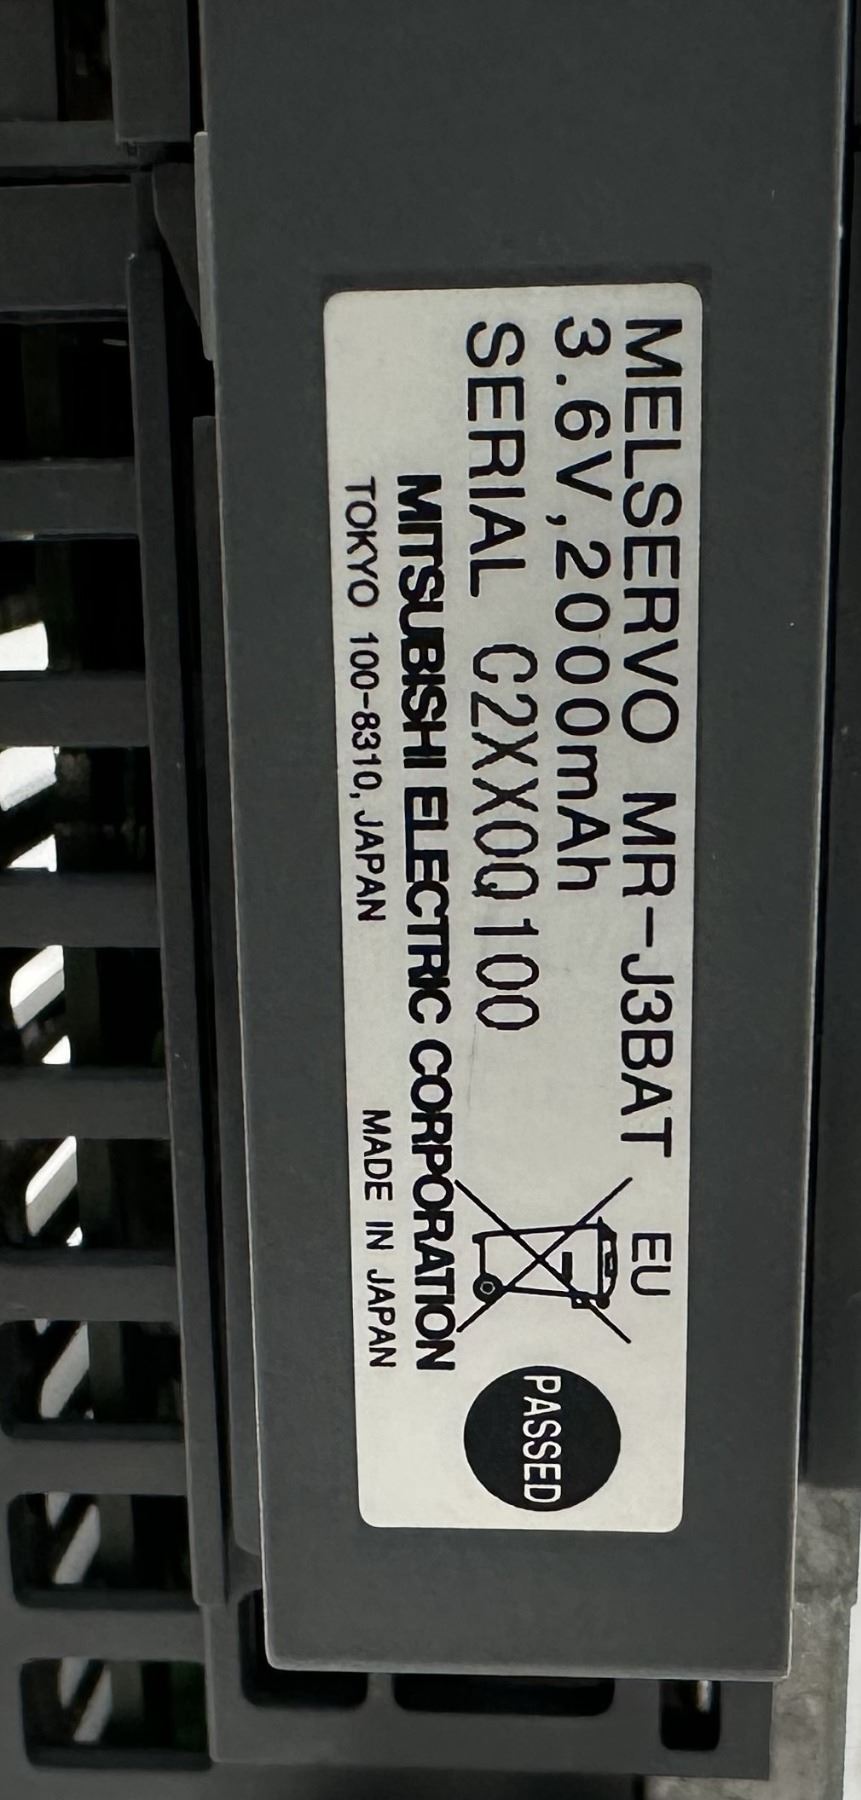 MELSERVO MR-J3BAT EU
3.6V,2000mAh
SERIAL C2XX0Q100
PASSED
MITSUBISHI ELECTRIC CORPORATION
TOKYO 100-8310, JAPAN MADE IN JAPAN